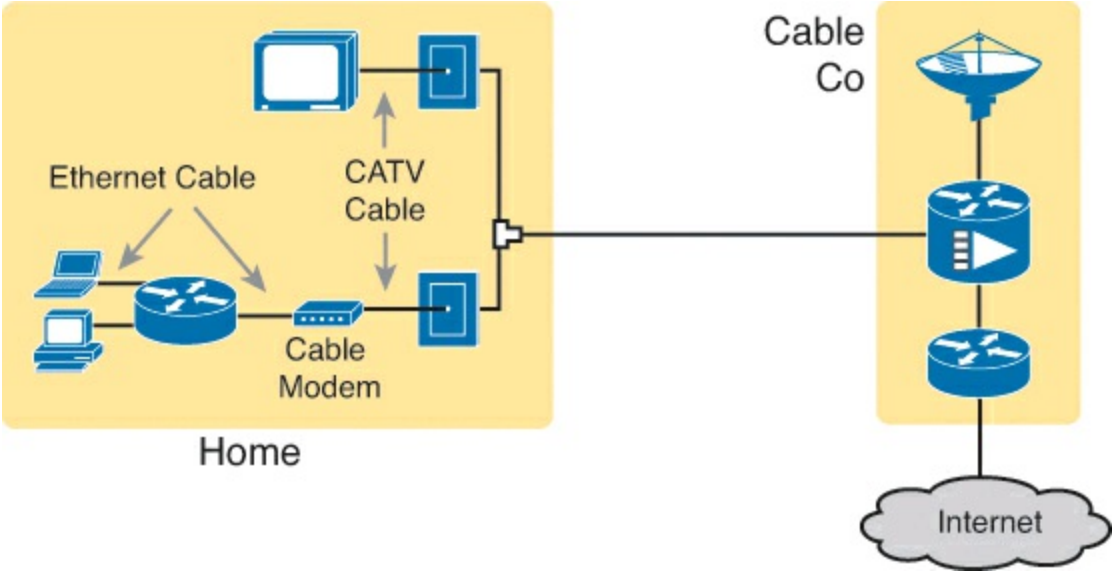 Cable
Co
Ethernet Cable
CATV
Cable
Cable
Modem
Home
Internet